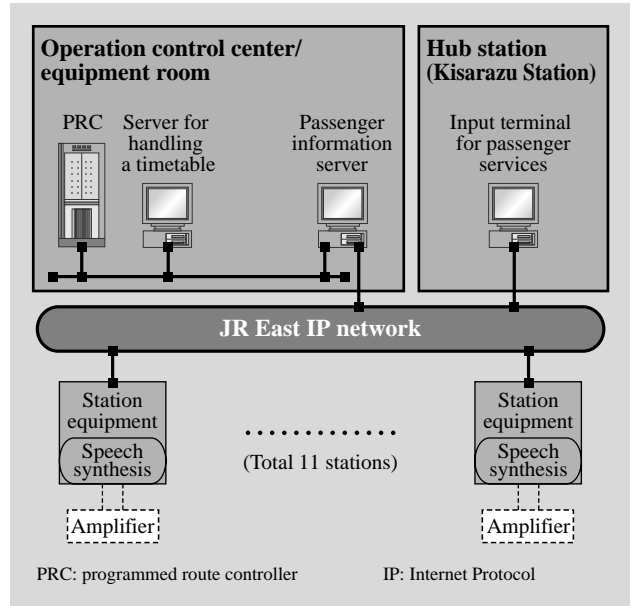 Operation control center/
equipment room
PRC
Server for
handling
a timetable
Passenger
information
server
Hub station
(Kisarazu Station)
Input terminal
for passenger
services
JR East IP network
Station
equipment
Speech
synthesis
Amplifier
(Total 11 stations)
Station
equipment
Speech
synthesis
Amplifier
PRC: programmed route controller
IP: Internet Protocol